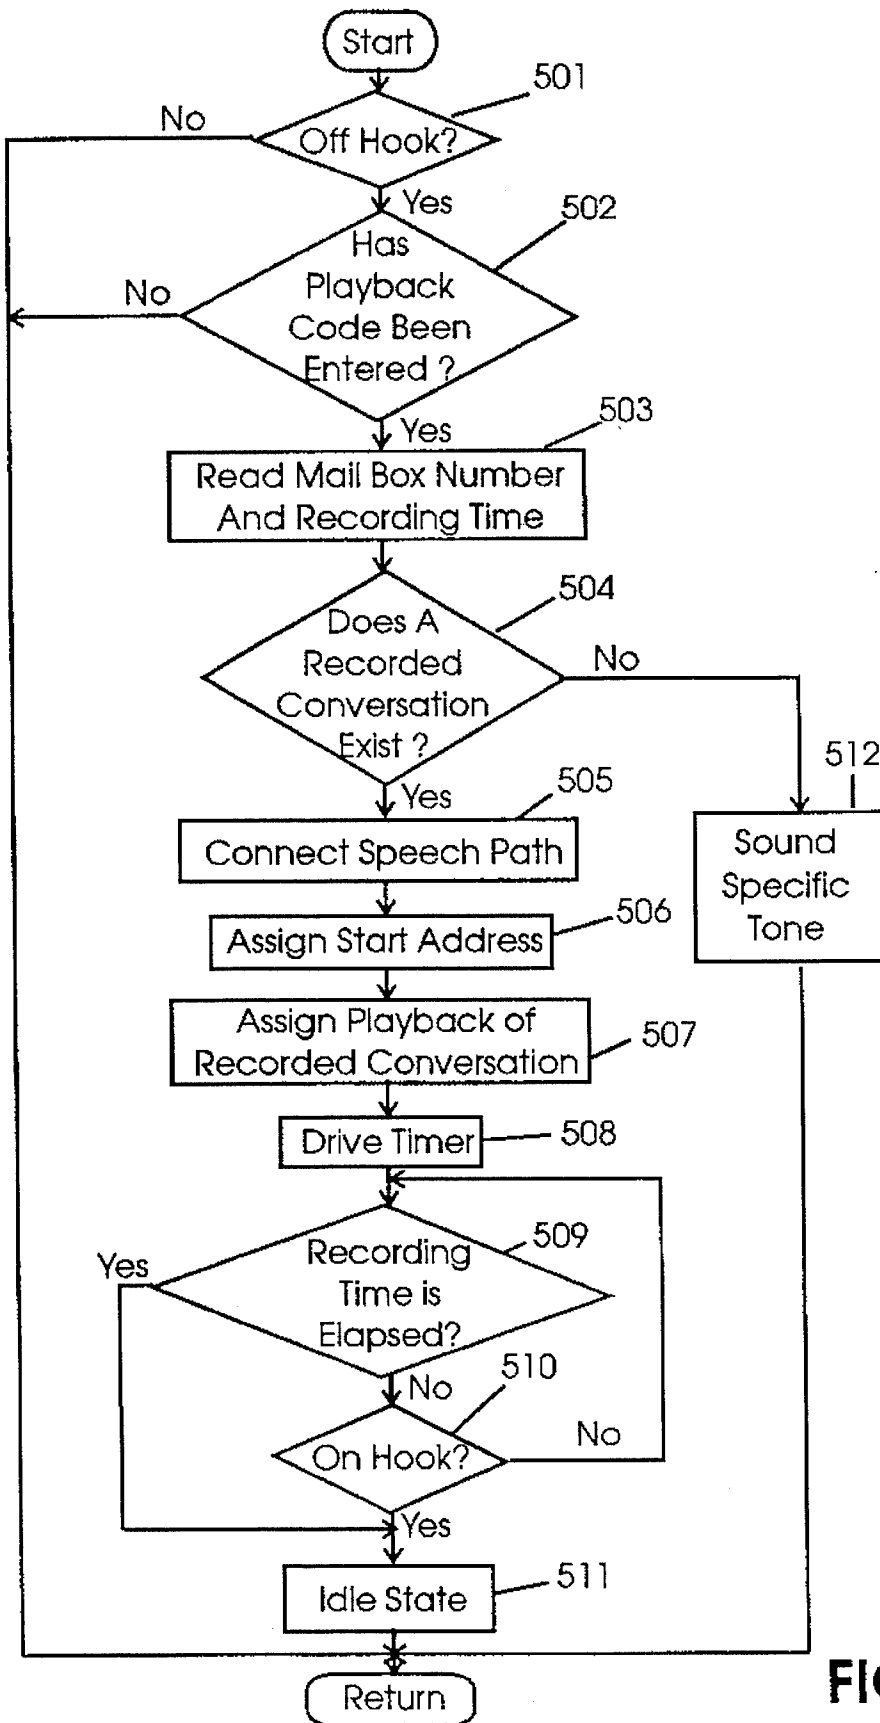 Start
501
No
Off Hook?
Yes
502
Has
Playback
Code Been
Entered ?
No
Yes
503
Read Mail Box Number
And Recording Time
504
Does A
Recorded
Conversation
Exist ?
No
Yes
505
512
Connect Speech Path
Sound
Specific
Tone
506
Assign Start Address
Assign Playback of
Recorded Conversation
507
Drive Timer
508
509
Recording
Time is
Elapsed?
Yes
No
510
On Hook?
No
Yes
Idle State
511
Return